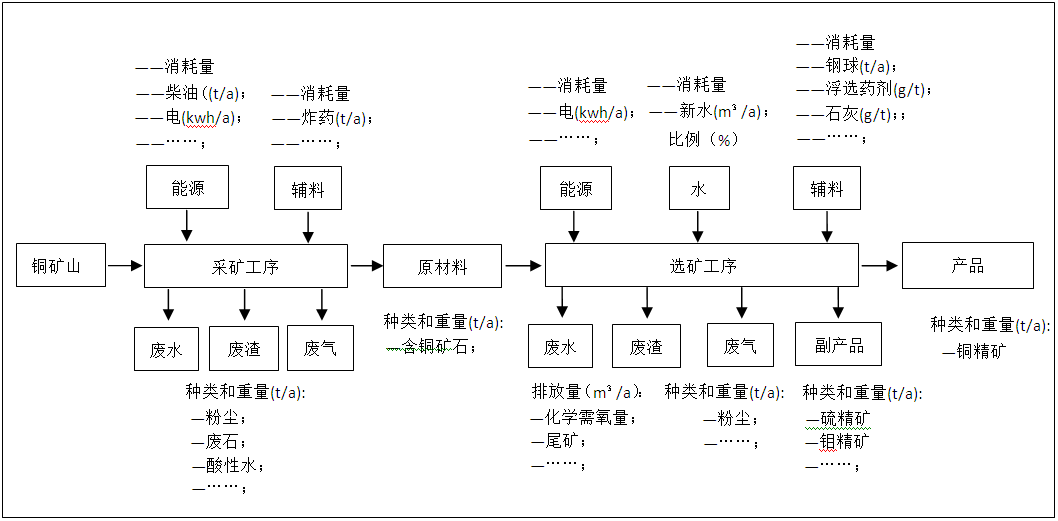 ——消耗量
——柴油（(t/a)；
——电(kwh/a)；
——……；
——消耗量
——炸药(t/a)；
——……；
——消耗量
——电(kwh/a)；
——……；
——消耗量
——新水(m³ /a)；
比例（%）
——消耗量
——钢球(t/a)；
——浮选药剂(g/t)；
——石灰(g/t)；；
——……；
能源
辅料
能源
水
辅料
铜矿山
采矿工序
原材料
选矿工序
产品
废水
废渣
废气
种类和重量(t/a):
—粉尘；
—废石；
—酸性水；
—……；
种类和重量(t/a):
—含铜矿石；
废水
废渣
废气
副产品
排放量（m³ /a）：
—化学需氧量；
—尾矿；
—……；
种类和重量(t/a):
—粉尘；
—……；
种类和重量(t/a):
—硫精矿
—钼精矿
—……；
种类和重量(t/a):
—铜精矿